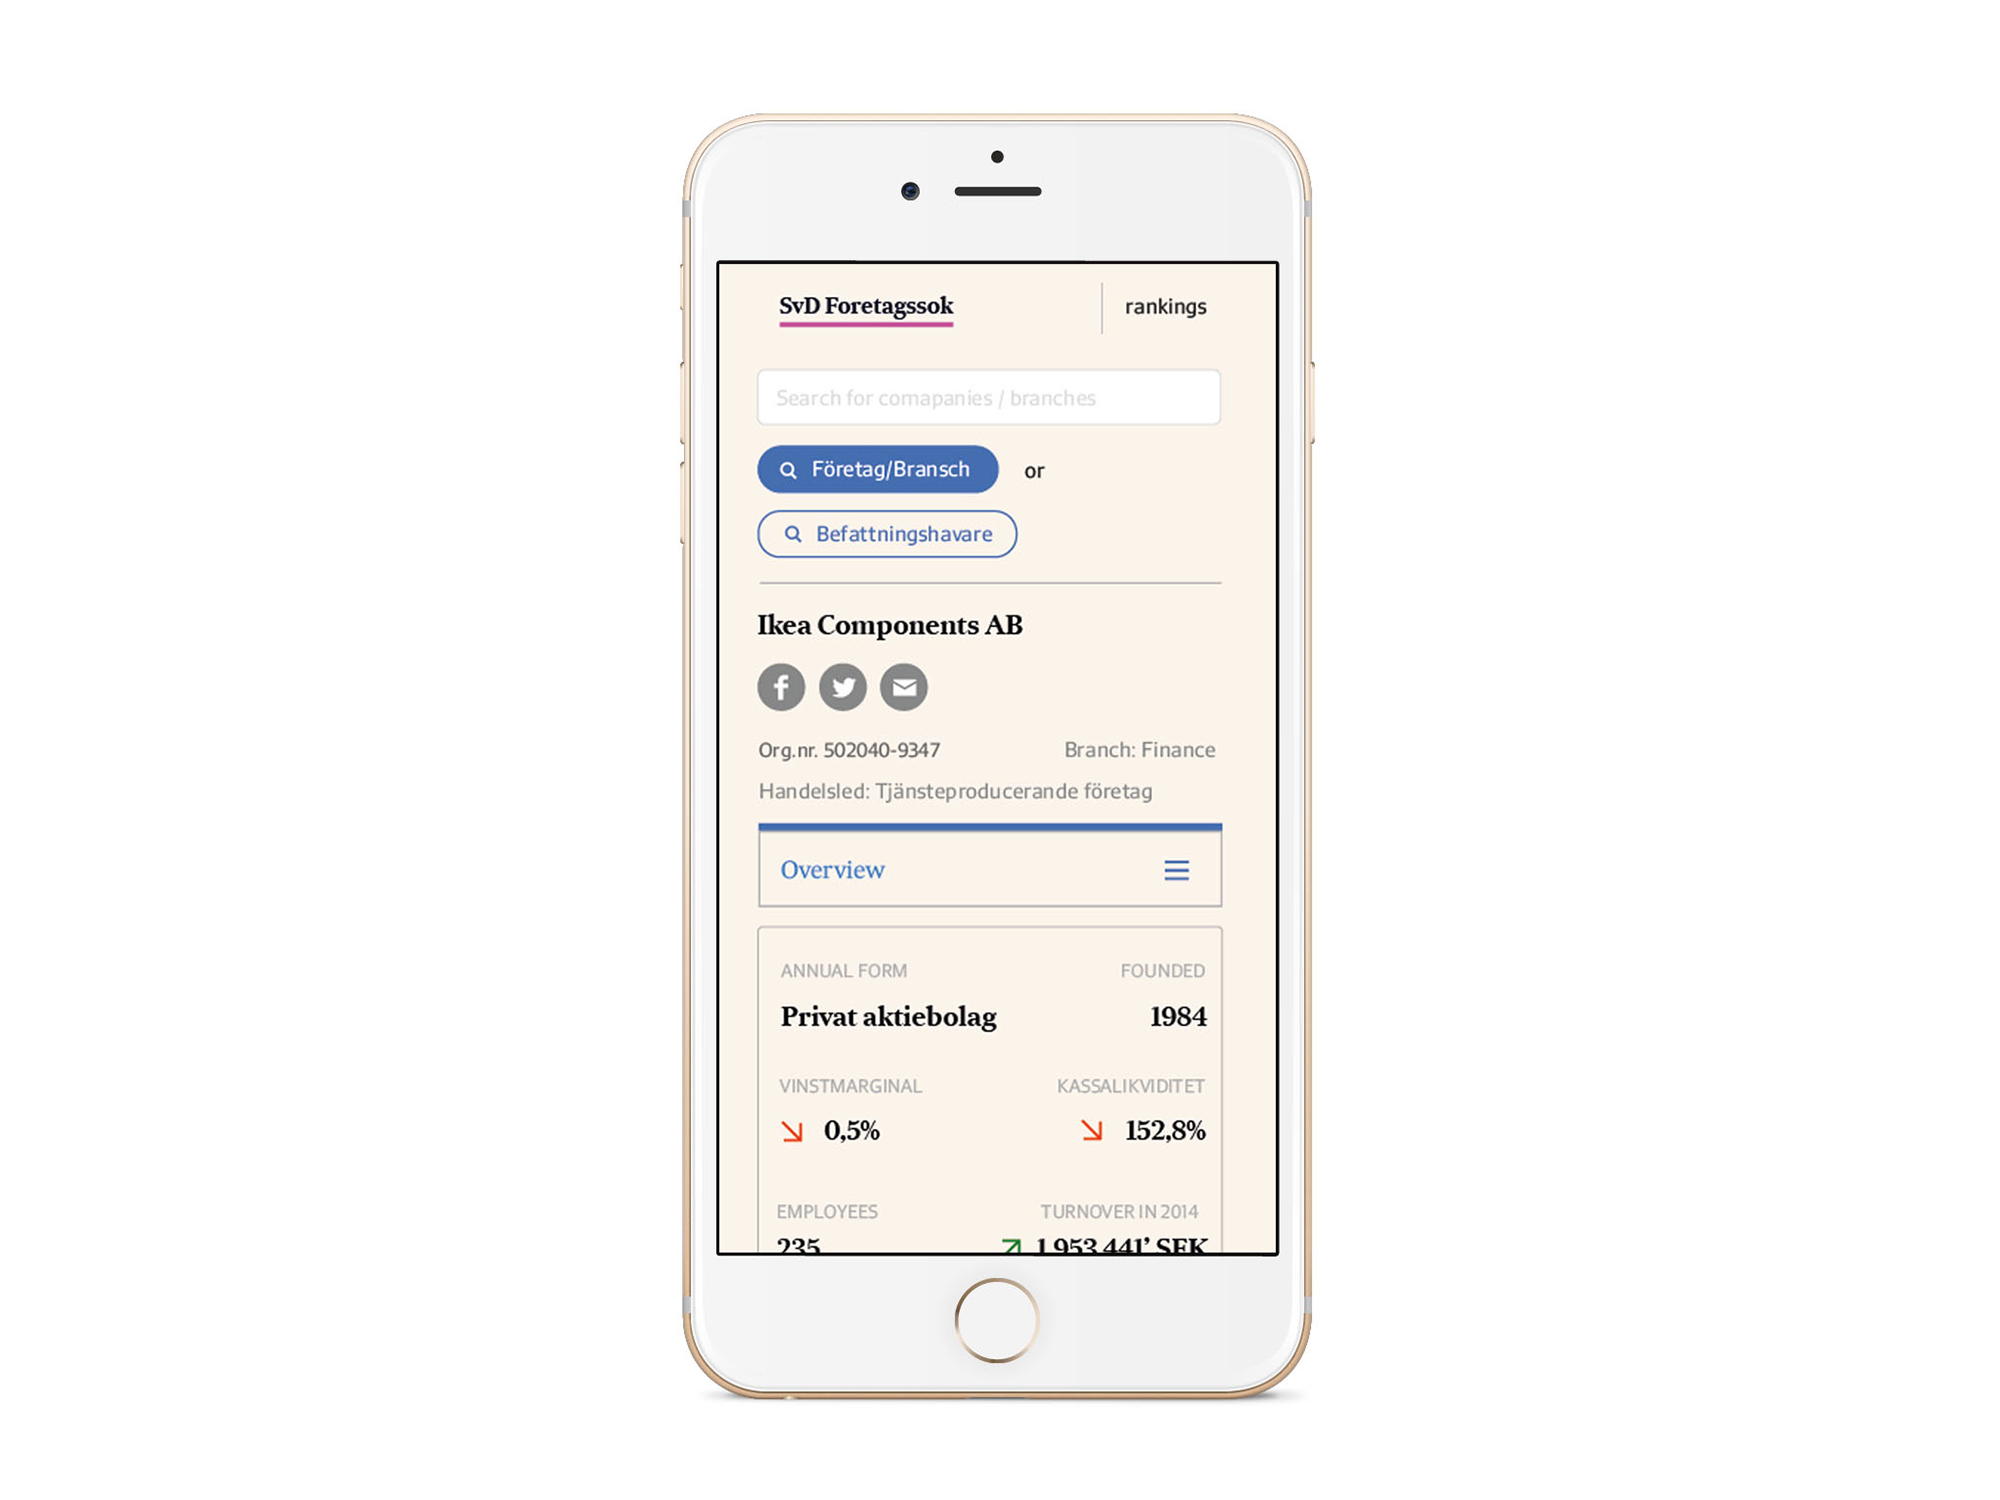 SvD Foretagssok
rankings
Search for comapanies / branches
Företag/Bransch
or
Befattningshavare
Ikea Components AB
Org.nr. 502040-9347
Branch: Finance
Handelsled: Tjänsteproducerande företag
Overview
ANNUAL FORM
FOUNDED
Privat aktiebolag
1984
VINSTMARGINAL
KASSALIKVIDITET
0,5%
152,8%
EMPLOYEES
TURNOVER IN 2014
235
1 953 441’ SEK